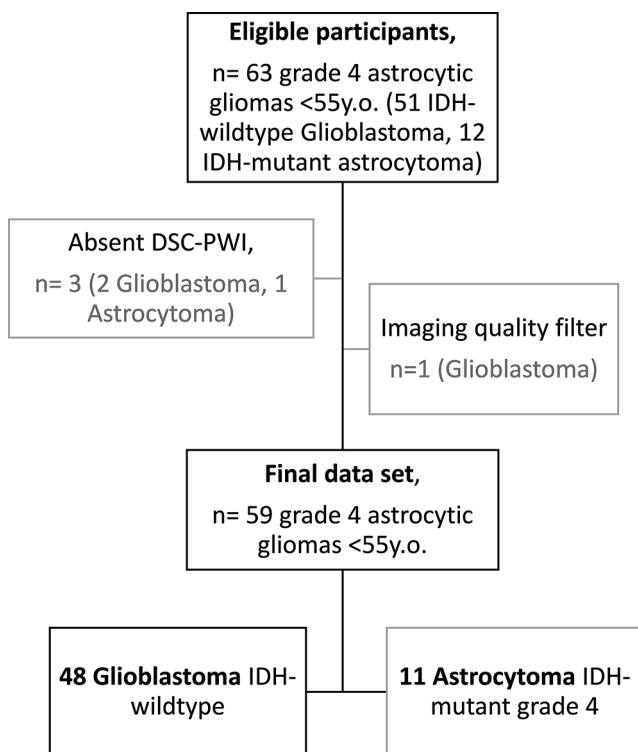 Eligible participants,
n= 63 grade 4 astrocytic
gliomas <55y.o. (51 IDH-
wildtype Glioblastoma, 12
IDH-mutant astrocytoma)
Absent DSC-PWI,
n= 3 (2 Glioblastoma, 1
Astrocytoma)
Imaging quality filter
n=1 (Glioblastoma)
Final data set,
n= 59 grade 4 astrocytic
gliomas <55y.o.
48 Glioblastoma IDH-
wildtype
11 Astrocytoma IDH-
mutant grade 4